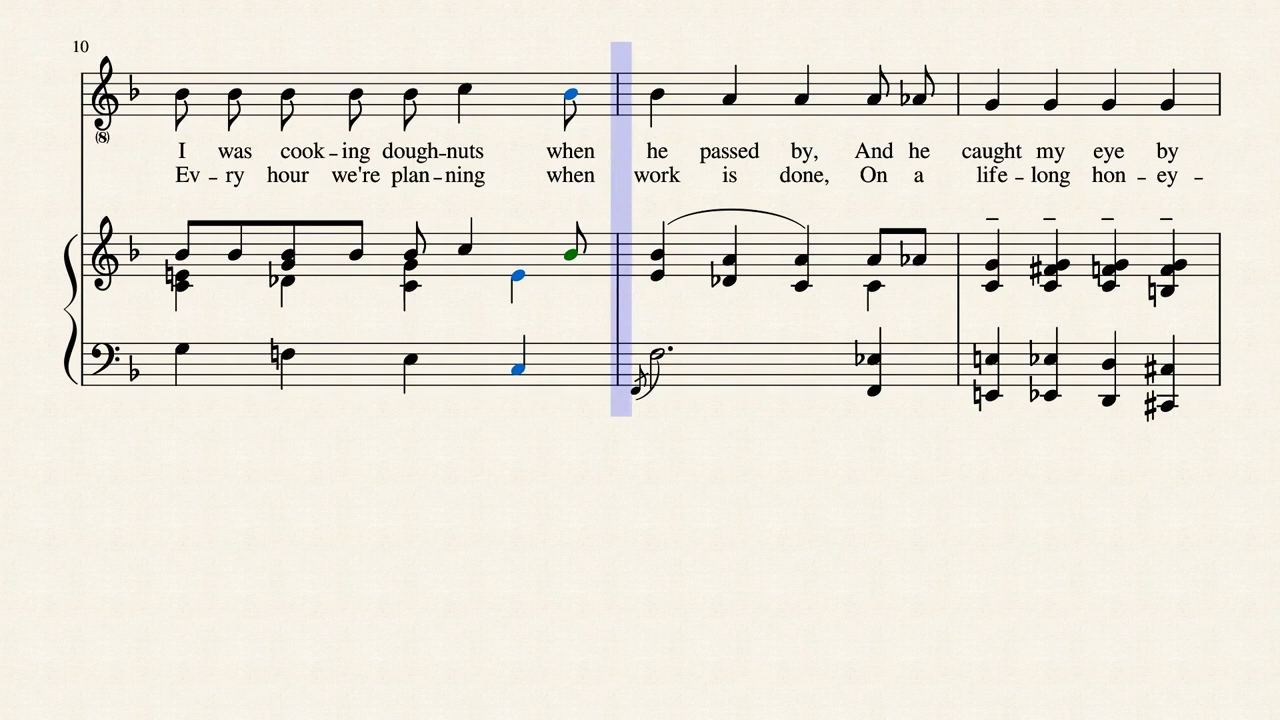 10
(8)
I was cook - ing dough - nuts when he passed by, And he caught my eye by
Ev - ry hour we're plan - ning when work is done, On a life - long hon - ey -